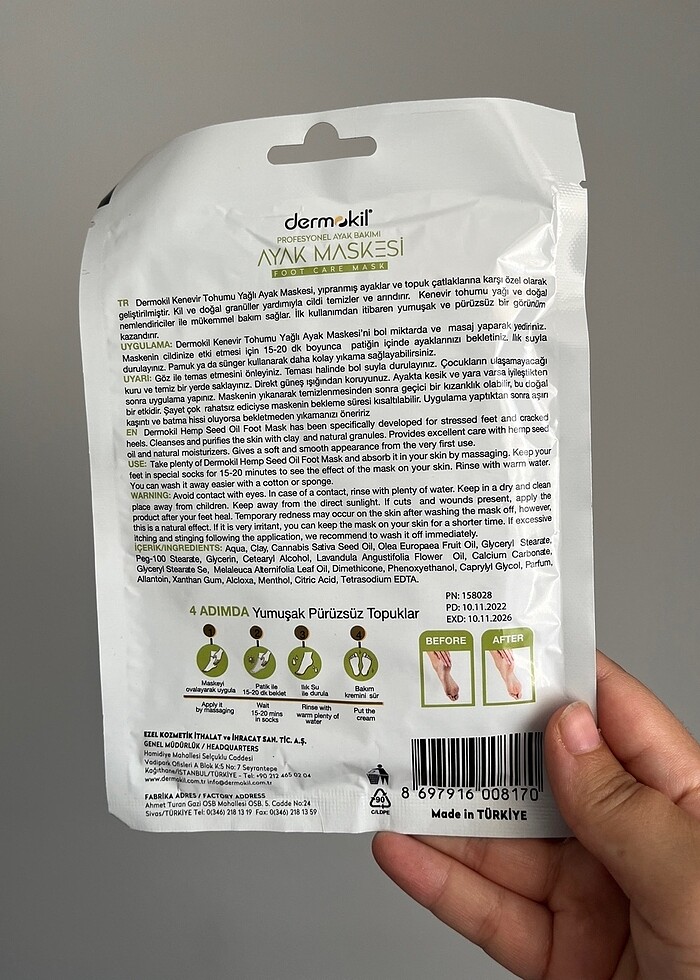 dermokil®
PROFESYONEL AYAK BAKIMI
AYAK MASKESİ
FOOT CARE MASK
TR Dermokil Kenevir Tohumu Yağlı Ayak Maskesi, yıpranmış ayaklar ve topuk çatlaklarına karşı özel olarak
geliştirilmiştir. Kil ve doğal granüller yardımıyla cildi temizler ve arındırır. Kenevir tohumu yağı ve doğal
nemlendiriciler ile mükemmel bakım sağlar. İlk kullanımdan itibaren yumuşak ve pürüzsüz bir görünüm
kazandırır.
UYGULAMA: Dermokil Kenevir Tohumu Yağlı Ayak Maskesi'ni bol miktarda ve masaj yaparak yediriniz.
Maskenin cildinize etki etmesi için 15-20 dk boyunca patiğin içinde ayaklarınızı bekletiniz. Ilık suyla
durulayınız. Pamuk ya da sünger kullanarak daha kolay yıkama sağlayabilirsiniz.
UYARI: Göz ile temas etmesini önleyiniz. Teması halinde bol suyla durulayınız. Çocukların ulaşamayacağı
kuru ve temiz bir yerde saklayınız. Direkt güneş ışığından koruyunuz. Ayakta kesik ve yara varsa iyileştikten
sonra uygulama yapınız. Maskenin yıkanarak temizlenmesinden sonra geçici bir kızarıklık olabilir, bu doğal
bir etkidir. Şayet çok rahatsız ediciyse maskenin bekleme süresi kısaltılabilir. Uygulama yaptıktan sonra aşırı
kaşıntı ve batma hissi oluyorsa bekletmeden yıkamanızı öneririz
EN Dermokil Hemp Seed Oil Foot Mask has been specifically developed for stressed feet and cracked
heels. Cleanses and purifies the skin with clay and natural granules. Provides excellent care with hemp seed
oil and natural moisturizers. Gives a soft and smooth appearance from the very first use.
USE: Take plenty of Dermokil Hemp Seed Oil Foot Mask and absorb it in your skin by massaging. Keep your
feet in special socks for 15-20 minutes to see the effect of the mask on your skin. Rinse with warm water.
You can wash it away easier with a cotton or sponge.
WARNING: Avoid contact with eyes. In case of a contact, rinse with plenty of water. Keep in a dry and clean
place away from children. Keep away from the direct sunlight. If cuts and wounds present, apply the
product after your feet heal. Temporary redness may occur on the skin after washing the mask off, however,
this is a natural effect. If it is very irritant, you can keep the mask on your skin for a shorter time. If excessive
itching and stinging following the application, we recommend to wash it off immediately.
İÇERİK/INGREDIENTS: Aqua, Clay, Cannabis Sativa Seed Oil, Olea Europaea Fruit Oil, Glyceryl Stearate,
Peg-100 Stearate, Glycerin, Cetearyl Alcohol, Lavandula Angustifolia Flower Oil, Calcium Carbonate,
Glyceryl Stearate Se, Melaleuca Alternifolia Leaf Oil, Dimethicone, Phenoxyethanol, Caprylyl Glycol, Parfum,
Allantoin, Xanthan Gum, Alcloxa, Menthol, Citric Acid, Tetrasodium EDTA.
PN: 158028
PD: 10.11.2022
EXD: 10.11.2026
4 ADIMDA Yumuşak Pürüzsüz Topuklar
1 2 3 4
Maskeyi
ovalayarak uygula
Patik ile
15-20 dk beklet
Ilık Su
ile durula
Bakım
kremini sür
Apply it
by massaging
Wait
15-20 mins
in socks
Rinse with
warm plenty of
water
Put the
cream
BEFORE
AFTER
EZEL KOZMETİK İTHALAT ve İHRACAT SAN. TİC. A.Ş.
GENEL MÜDÜRLÜK / HEADQUARTERS
Hamidiye Mahallesi Selçuklu Caddesi
Vadipark Ofisleri A Blok K:5 No: 7 Seyrantepe
Kağıthane/İSTANBUL/TÜRKİYE - Tel: +90 212 465 02 04
www.dermokil.com.tr info@dermokil.com.tr
FABRİKA ADRES / FACTORY ADDRESS
Ahmet Turan Gazi OSB Mahallesi OSB. 5. Cadde No:24
Sivas/TÜRKİYE Tel: 0(346) 218 13 19 Fax: 0(346) 218 13 59
90
C/LDPE
8 697916 008170
Made in TÜRKİYE